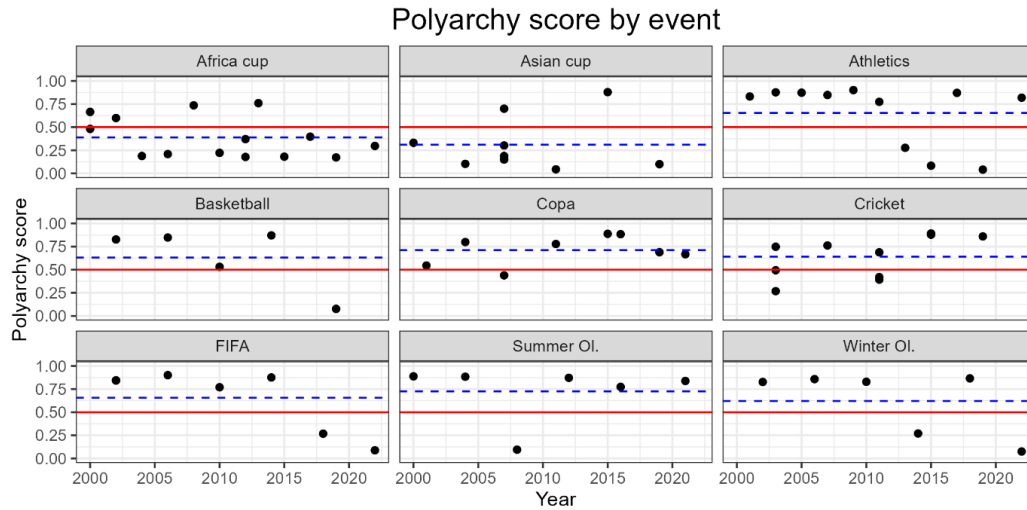 Polyarchy score by event
Africa cup Asian cup Athletics
1.00
0.75
0.50
0.25
0.00
Basketball Copa Cricket
1.00
0.75
0.50
0.25
0.00
FIFA Summer Ol. Winter Ol.
1.00
0.75
0.50
0.25
0.00
Polyarchy score
2000 2005 2010 2015 2020 2000 2005 2010 2015 2020 2000 2005 2010 2015 2020
Year